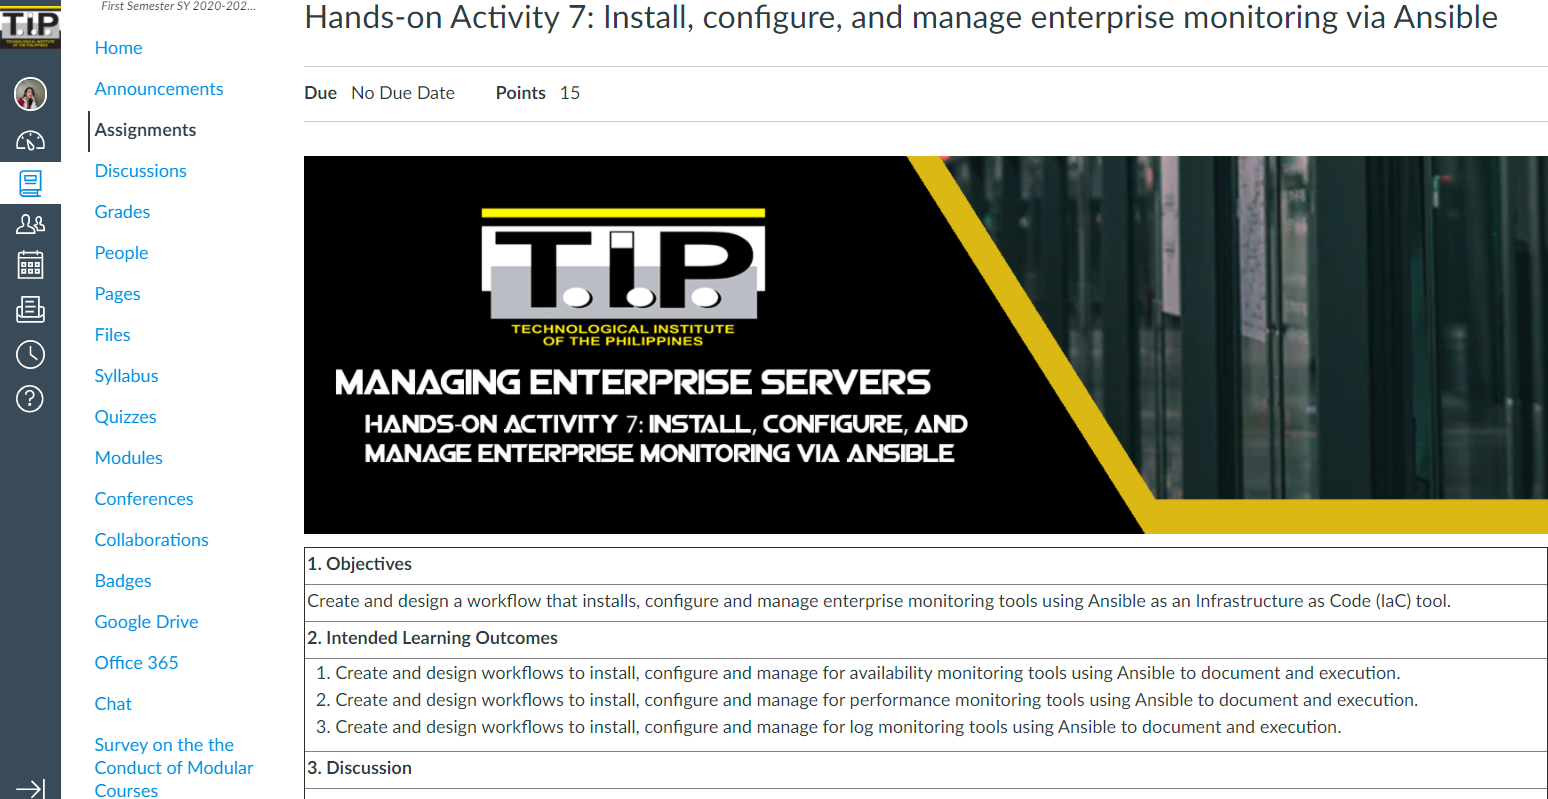 First Semester SY 2020-202...
T.I.P.
TECHNOLOGICAL INSTITUTE
OF THE PHILIPPINES
Home
Announcements
Assignments
Discussions
Grades
People
Pages
Files
Syllabus
Quizzes
Modules
Conferences
Collaborations
Badges
Google Drive
Office 365
Chat
Survey on the the
Conduct of Modular
Courses
Hands-on Activity 7: Install, configure, and manage enterprise monitoring via Ansible
Due No Due Date Points 15
T.I.P.
TECHNOLOGICAL INSTITUTE
OF THE PHILIPPINES
MANAGING ENTERPRISE SERVERS
HANDS-ON ACTIVITY 7: INSTALL, CONFIGURE, AND
MANAGE ENTERPRISE MONITORING VIA ANSIBLE
1. Objectives
Create and design a workflow that installs, configure and manage enterprise monitoring tools using Ansible as an Infrastructure as Code (IaC) tool.
2. Intended Learning Outcomes
1. Create and design workflows to install, configure and manage for availability monitoring tools using Ansible to document and execution.
2. Create and design workflows to install, configure and manage for performance monitoring tools using Ansible to document and execution.
3. Create and design workflows to install, configure and manage for log monitoring tools using Ansible to document and execution.
3. Discussion